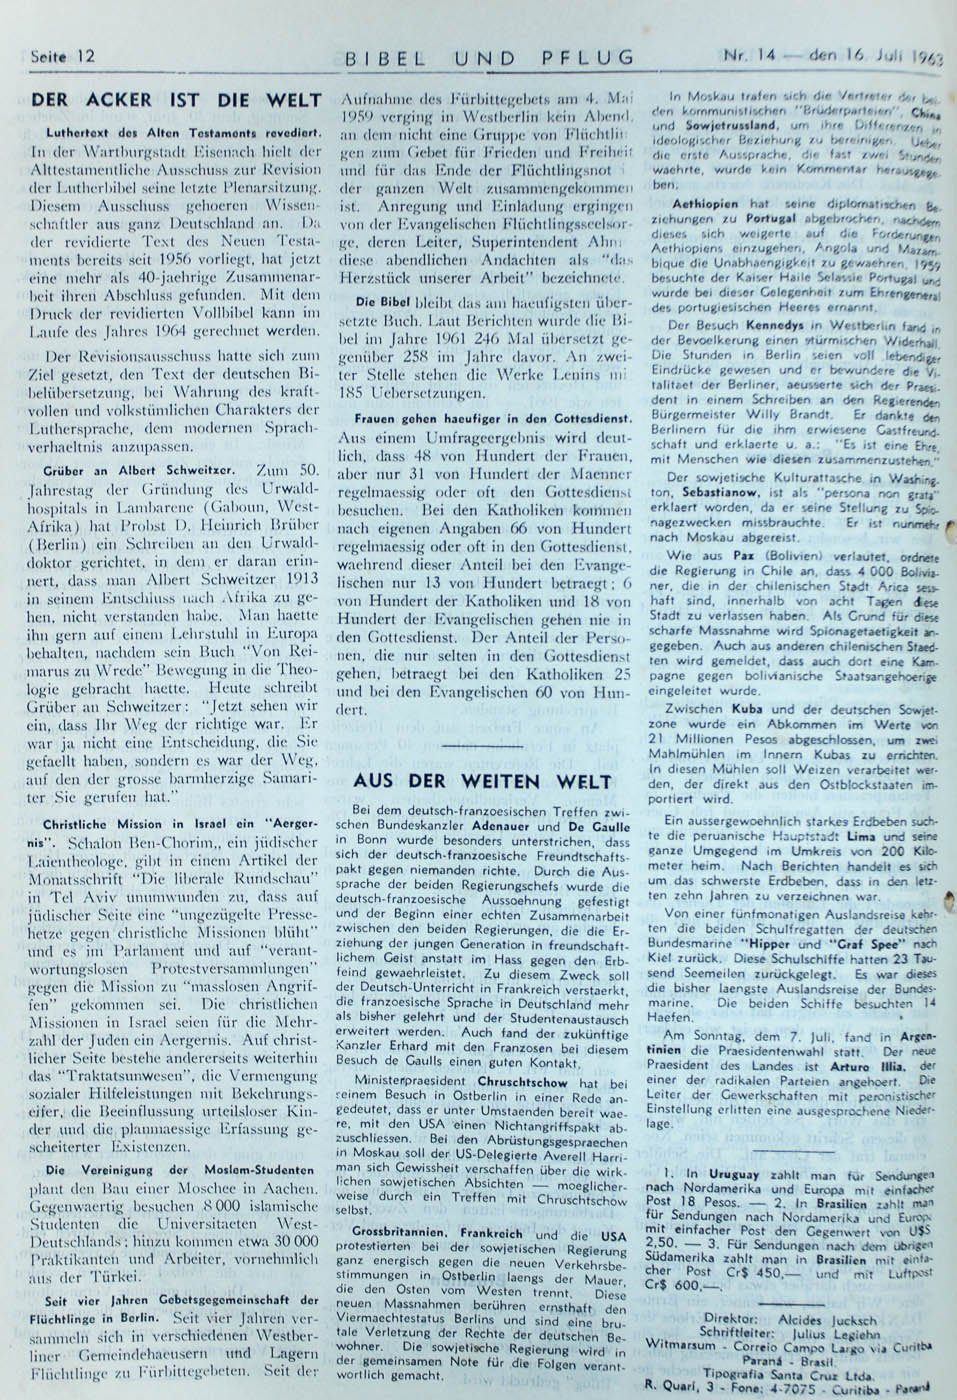 Seite 12
BIBEL UND PFLUG
Nr. 14 — den 16. Juli 1963
DER ACKER IST DIE WELT
Luthertext des Alten Testaments revediert.
In der Wartburgstadt Eisenach hielt der
Alttestamentliche Ausschuss zur Revision
der Lutherbibel seine letzte Plenarsitzung.
Diesem Ausschuss gehoeren Wissen-
schaftler aus ganz Deutschland an. Da
der revidierte Text des Neuen Testa-
ments bereits seit 1956 vorliegt, hat jetzt
eine mehr als 40-jaehrige Zusammenar-
beit ihren Abschluss gefunden. Mit dem
Druck der revidierten Vollbibel kann im
Laufe des Jahres 1964 gerechnet werden.
Der Revisionsausschuss hatte sich zum
Ziel gesetzt, den Text der deutschen Bi-
belübersetzung, bei Wahrung des kraft-
vollen und volkstümlichen Charakters der
Luthersprache, dem modernen Sprach-
verhaeltnis anzupassen.
Grüber an Albert Schweitzer. Zum 50.
Jahrestag der Gründung des Urwald-
hospitals in Lambarene (Gaboun, West-
Afrika) hat Probst D. Heinrich Brüber
(Berlin) ein Schreiben an den Urwald-
doktor gerichtet, in dem er daran erin-
nert, dass man Albert Schweitzer 1913
in seinem Entschluss nach Afrika zu ge-
hen, nicht verstanden habe. Man haette
ihn gern auf einem Lehrstuhl in Europa
behalten, nachdem sein Buch "Von Rei-
marus zu Wrede" Bewegung in die Theo-
logie gebracht haette. Heute schreibt
Grüber an Schweitzer: "Jetzt sehen wir
ein, dass Ihr Weg der richtige war. Er
war ja nicht eine Entscheidung, die Sie
gefaellt haben, sondern es war der Weg,
auf den der grosse barmherzige Samari-
ter Sie gerufen hat."
Christliche Mission in Israel ein "Aerger-
nis". Schalon Ben-Chorim,, ein jüdischer
Laientheologe, gibt in einem Artikel der
Monatsschrift "Die liberale Rundschau"
in Tel Aviv unumwunden zu, dass auf
jüdischer Seite eine "ungezügelte Presse-
hetze gegen christliche Missionen blüht"
und es im Parlament und auf "verant-
wortungslosen Protestversammlungen"
gegen die Mission zu "masslosen Angrif-
fen" gekommen sei. Die christlichen
Missionen in Israel seien für die Mehr-
zahl der Juden ein Aergernis. Auf christ-
licher Seite bestehe andererseits weiterhin
das "Traktatsunwesen", die Vermengung
sozialer Hilfeleistungen mit Bekehrungs-
eifer, die Beeinflussung urteilsloser Kin-
der und die planmaessige Erfassung ge-
scheiterter Existenzen.
Die Vereinigung der Moslem-Studenten
plant den Bau einer Moschee in Aachen.
Gegenwaertig besuchen 8 000 islamische
Studenten die Universitaeten West-
Deutschlands; hinzu kommen etwa 30 000
Praktikanten und Arbeiter, vornehmlich
aus der Türkei.
Seit vier Jahren Gebetsgegemeinschaft der
Flüchtlinge in Berlin. Seit vier Jahren ver-
sammeln sich in verschiedenen Westber-
liner Gemeindehaeusern und Lagern
Flüchtlinge zu Fürbittegebeten. Seit der
Aufnahme des Fürbittegebets am 4. Mai
1959 verging in Westberlin kein Abend,
an dem nicht eine Gruppe von Flüchtlin-
gen zum Gebet für Frieden und Freiheit
und für das Ende der Flüchtlingsnot i
der ganzen Welt zusammengekommen
ist. Anregung und Einladung ergingen
von der Evangelischen Flüchtlingsseelsor-
ge, deren Leiter, Superintendent Ahm
diese abendlichen Andachten als "das
Herzstück unserer Arbeit" bezeichnete.
Die Bibel bleibt das am haeufigsten über-
setzte Buch. Laut Berichten wurde die Bi-
bel im Jahre 1961 246 Mal übersetzt ge-
genüber 258 im Jahre davor. An zwei-
ter Stelle stehen die Werke Lenins mi
185 Uebersetzungen.
Frauen gehen haeufiger in den Gottesdienst.
Aus einem Umfrageergebnis wird deut-
lich, dass 48 von Hundert der Frauen,
aber nur 31 von Hundert der Maenner
regelmaessig oder oft den Gottesdienst
besuchen. Bei den Katholiken kommen
nach eigenen Angaben 66 von Hundert
regelmaessig oder oft in den Gottesdienst,
waehrend dieser Anteil bei den Evange-
lischen nur 13 von Hundert betraegt; 6
von Hundert der Katholiken und 18 von
Hundert der Evangelischen gehen nie in
den Gottesdienst. Der Anteil der Perso-
nen, die nur selten in den Gottesdienst
gehen, betraegt bei den Katholiken 25
und bei den Evangelischen 60 von Hun-
dert.
AUS DER WEITEN WELT
Bei dem deutsch-franzoesischen Treffen zwi-
schen Bundeskanzler Adenauer und De Gaulle
in Bonn wurde besonders unterstrichen, dass
sich der deutsch-franzoesische Freundtschafts-
pakt gegen niemanden richte. Durch die Aus-
sprache der beiden Regierungschefs wurde die
deutsch-franzoesische Aussoehnung gefestigt
und der Beginn einer echten Zusammenarbeit
zwischen den beiden Regierungen, die die Er-
ziehung der jungen Generation in freundschaft-
lichem Geist anstatt im Hass gegen den Erb-
feind gewaehrleistet. Zu diesem Zweck soll
der Deutsch-Unterricht in Frankreich verstaerkt,
die franzoesische Sprache in Deutschland mehr
als bisher gelehrt und der Studentenaustausch
erweitert werden. Auch fand der zukünftige
Kanzler Erhard mit den Franzosen bei diesem
Besuch de Gaulls einen guten Kontakt.
Ministerpraesident Chruschtschow hat bei
seinem Besuch in Ostberlin in einer Rede an-
gedeutet, dass er unter Umstaenden bereit wae-
re, mit den USA einen Nichtangriffspakt ab-
zuschliessen. Bei den Abrüstungsgespraechen
in Moskau soll der US-Delegierte Averell Harri-
man sich Gewissheit verschaffen über die wirk-
lichen sowjetischen Absichten — moeglicher-
weise durch ein Treffen mit Chruschtschow
selbst.
Grossbritannien, Frankreich und die USA
protestierten bei der sowjetischen Regierung
ganz energisch gegen die neuen Verkehrsbe-
stimmungen in Ostberlin laengs der Mauer,
die den Osten vom Westen trennt. Diese
neuen Massnahmen berühren ernsthaft den
Viermaechtestatus Berlins und sind eine bru-
tale Verletzung der Rechte der deutschen Be-
wohner. Die sowjetische Regierung wird in
der gemeinsamen Note für die Folgen verant-
wortlich gemacht.
In Moskau trafen sich die Vertreter der bei-
den kommunistischen "Bruderparteien", China
und Sowjetrussland, um ihre Differenzen in
ideologischer Beziehung zu bereinigen. Ueber
die erste Aussprache, die fast zwei Stunden
waehrte, wurde kein Kommentar herausgege-
ben.
Aethiopien hat seine diplomatischen Be-
ziehungen zu Portugal abgebrochen, nachdem
dieses sich weigerte auf die Forderungen
Aethiopiens einzugehen, Angola und Mazam-
bique die Unabhaengigkeit zu gewaehren. 1959
besuchte der Kaiser Haile Selassie Portugal und
wurde bei dieser Gelegenheit zum Ehrengeneral
des portugiesischen Heeres ernannt.
Der Besuch Kennedys in Westberlin fand in
der Bevoelkerung einen stürmischen Widerhall.
Die Stunden in Berlin seien voll lebendiger
Eindrücke gewesen und er bewundere die Vi-
talitaet der Berliner, aeusserte sich der Praesi-
dent in einem Schreiben an den Regierenden
Bürgermeister Willy Brandt. Er dankte den
Berlinern für die ihm erwiesene Gastfreund-
schaft und erklaerte u. a.: "Es ist eine Ehre,
mit Menschen wie diesen zusammenzustehen."
Der sowjetische Kulturattasche in Washing-
ton, Sebastianow, ist als "persona non grata"
erklaert worden, da er seine Stellung zu Spio-
nagezwecken missbrauchte. Er ist nunmehr
nach Moskau abgereist.
Wie aus Pax (Bolivien) verlautet, ordnete
die Regierung in Chile an, dass 4 000 Bolivia-
ner, die in der chilenischen Stadt Arica sess-
haft sind, innerhalb von acht Tagen diese
Stadt zu verlassen haben. Als Grund für diese
scharfe Massnahme wird Spionagetaetigkeit an-
gegeben. Auch aus anderen chilenischen Staed-
ten wird gemeldet, dass auch dort eine Kam-
pagne gegen bolivianische Staatsangehoerige
eingeleitet wurde.
Zwischen Kuba und der deutschen Sowjet-
zone wurde ein Abkommen im Werte von
21 Millionen Pesos abgeschlossen, um zwei
Mahlmühlen im Innern Kubas zu errichten.
In diesen Mühlen soll Weizen verarbeitet wer-
den, der direkt aus den Ostblockstaaten im-
portiert wird.
Ein aussergewoehnlich starkes Erdbeben such-
te die peruanische Hauptstadt Lima und seine
ganze Umgegend im Umkreis von 200 Kilo-
meter heim. Nach Berichten handelt es sich
um das schwerste Erdbeben, dass in den letz-
ten zehn Jahren zu verzeichnen war.
Von einer fünfmonatigen Auslandsreise kehr-
ten die beiden Schulfregatten der deutschen
Bundesmarine "Hipper und "Graf Spee" nach
Kiel zurück. Diese Schulschiffe hatten 23 Tau-
send Seemeilen zurückgelegt. Es war dieses
die bisher laengste Auslandsreise der Bundes-
marine. Die beiden Schiffe besuchten 14
Haefen.
Am Sonntag, dem 7. Juli, fand in Argen-
tinien die Praesidentenwahl statt. Der neue
Praesident des Landes ist Arturo Illia, der
einer der radikalen Parteien angehoert. Die
Leiter der Gewerkschaften mit peronistischer
Einstellung erlitten eine ausgesprochene Nieder-
lage.
1. In Uruguay zahlt man für Sendungen
nach Nordamerika und Europa mit einfacher
Post 18 Pesos. — 2. In Brasilien zahlt man
für Sendungen nach Nordamerika und Europ
mit einfacher Post den Gegenwert von U$S
2,50. — 3. Für Sendungen nach dem übrigen
Südamerika zahlt man in Brasilien mit einfa-
cher Post Cr$ 450,— und mit Luftpost
Cr$ 600,—.
Direktor: Alcides Jucksch
Schriftleiter: Julius Legiehn
Witmarsum - Correio Campo Largo via Curitiba
Paraná - Brasil.
Tipografia Santa Cruz Ltda.
R. Quari, 3 - Fone: 4-7075 - Curitiba - Paraná